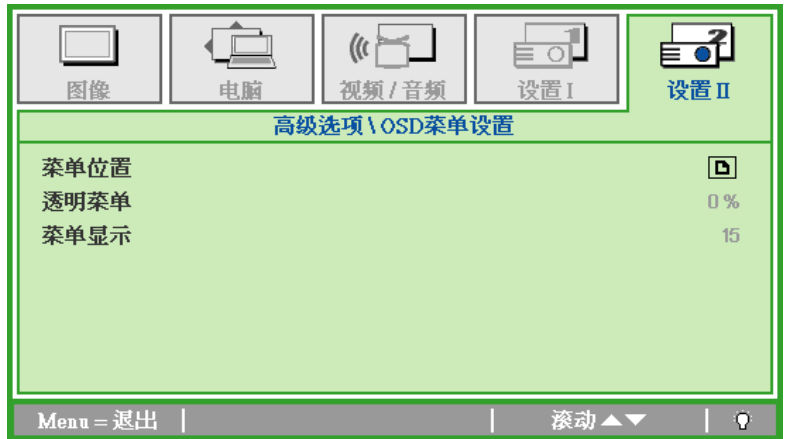 图像 电脑 视频 / 音频 设置 I 设置 II
高级选项 \ OSD菜单设置
菜单位置
透明菜单 0 %
菜单显示 15
Menu = 退出 滚动 ▲▼